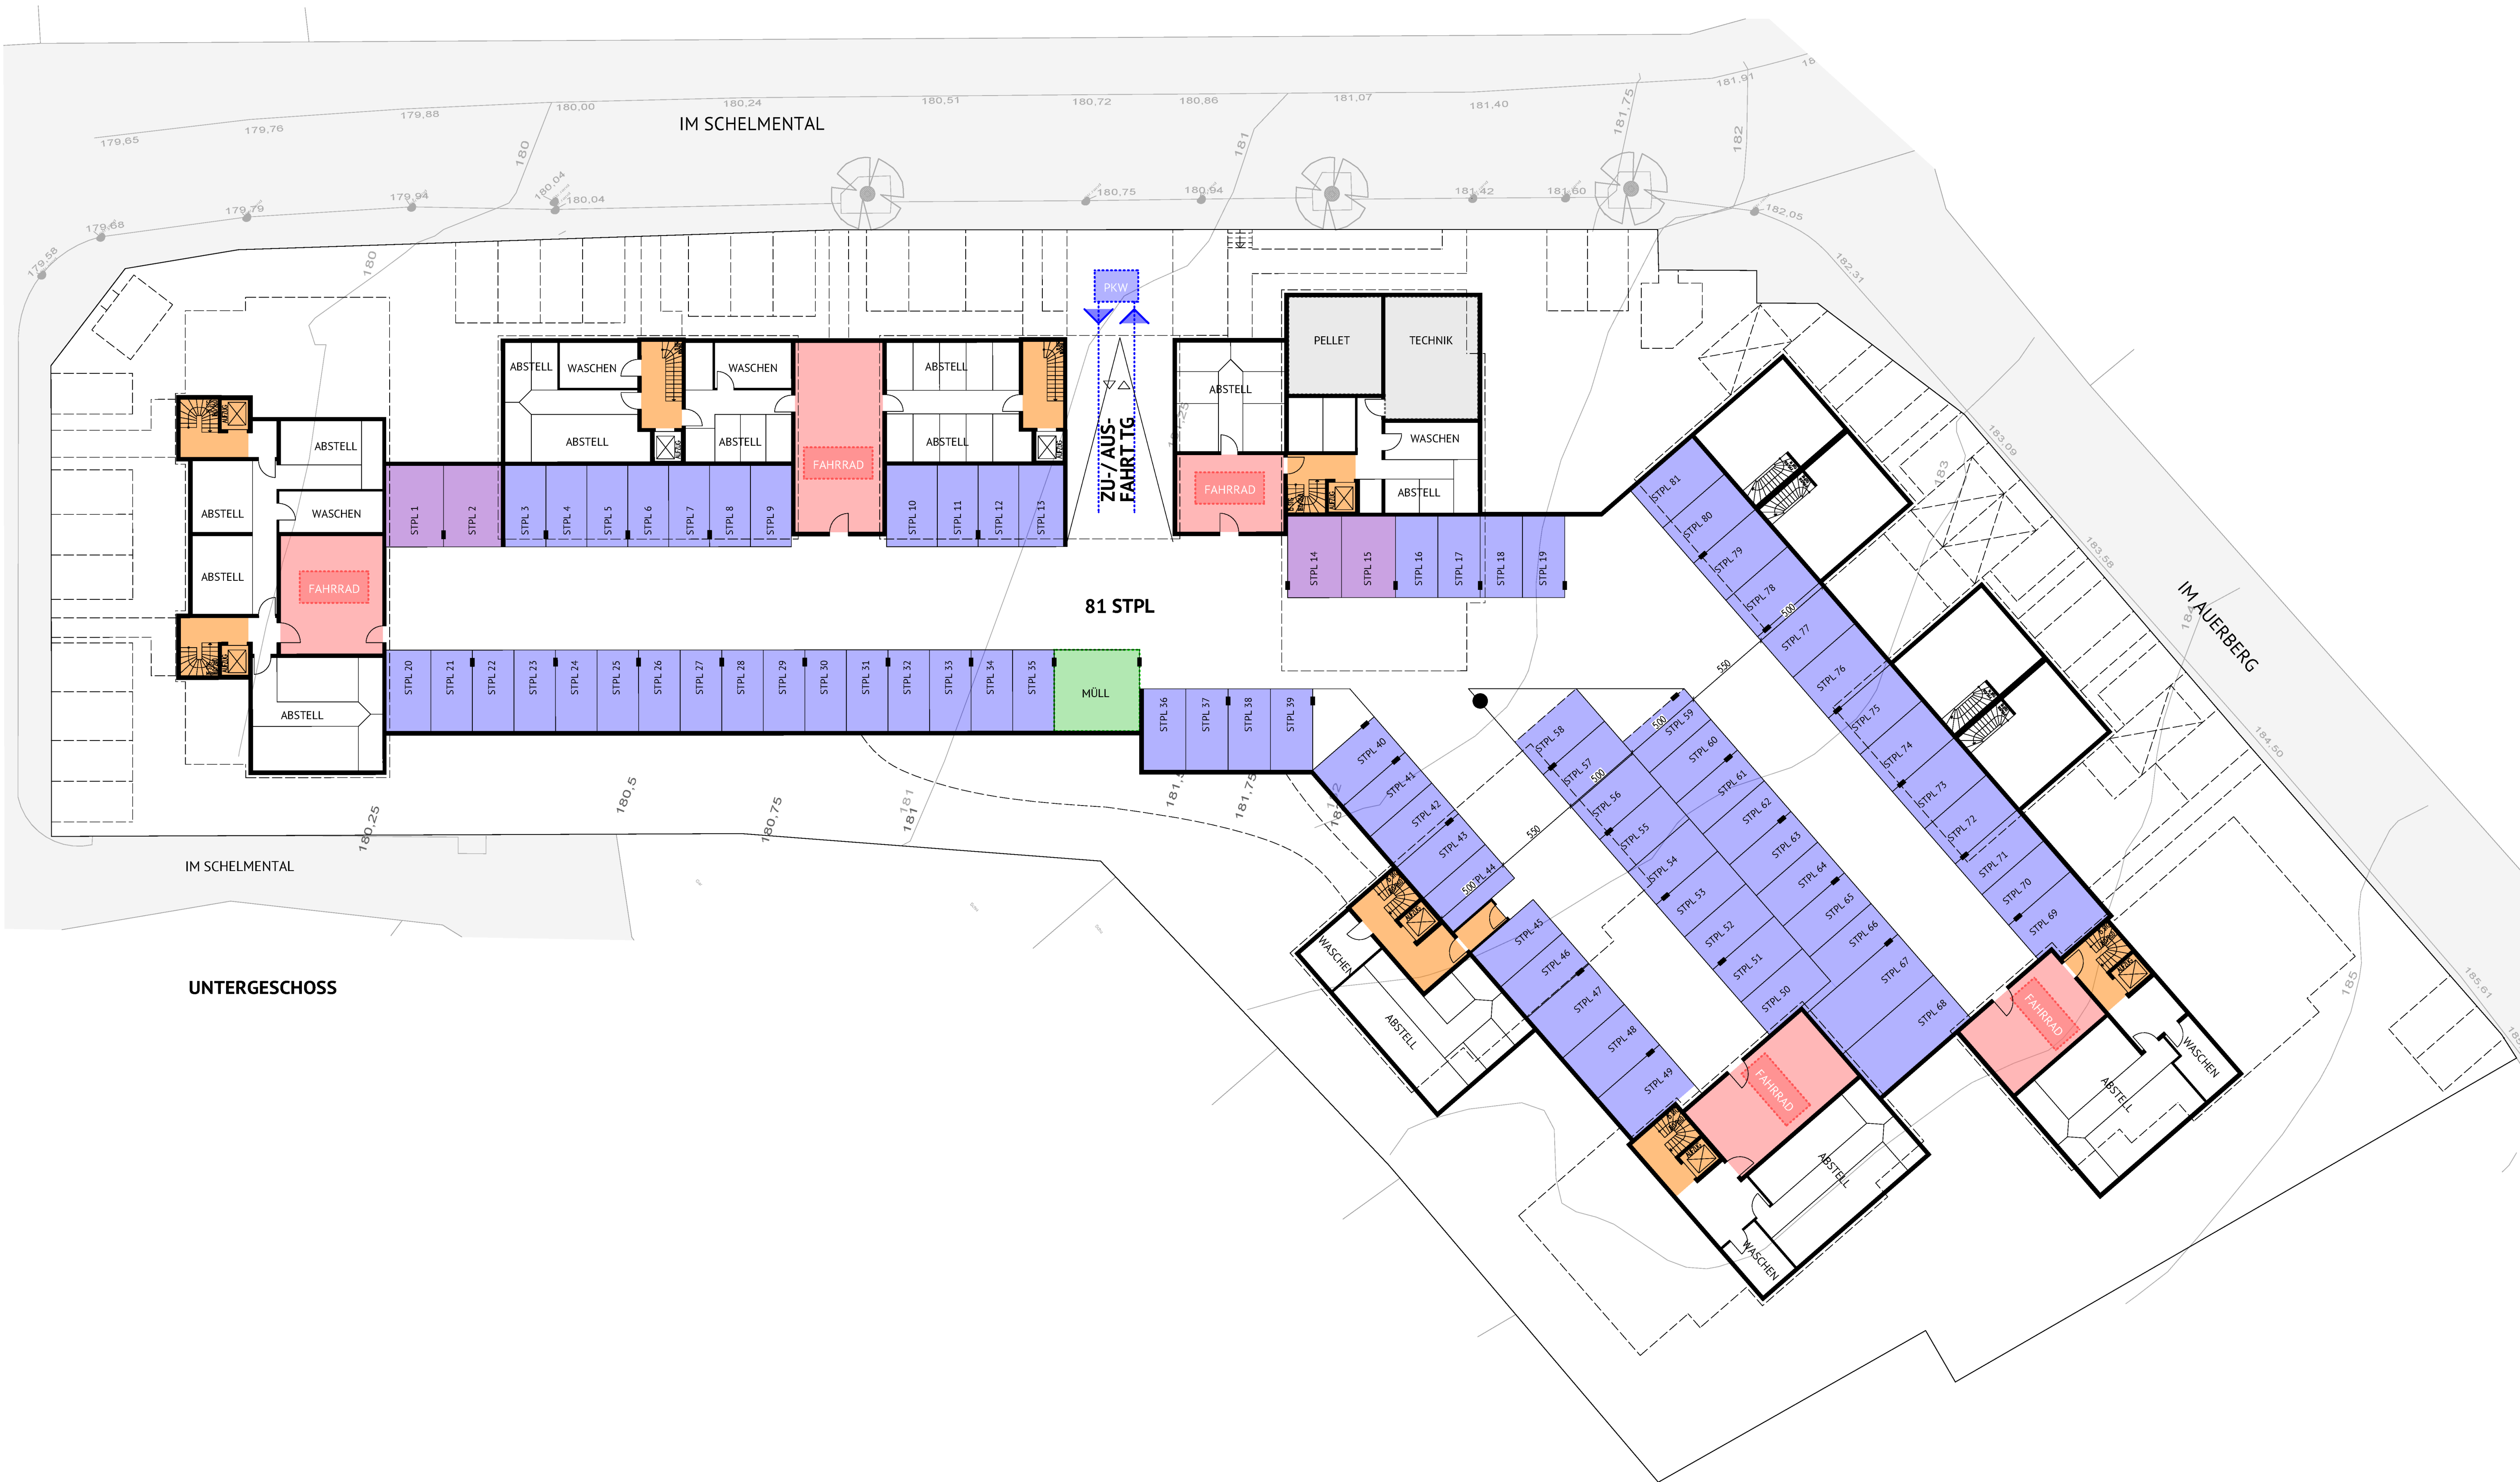 179,65
179,76
179,88
180,00
180,24
180,51
180,72
180,86
181,07
181,40
181,75
181,91
18
IM SCHELMENTAL
180
181
182
179,58
179,68
179,79
179,94
180,04
180,04
180,75
180,94
181,42
181,60
182,05
182,31
180
PKW
ZU-/ AUS-
FAHRT TG
ABSTELL
WASCHEN
WASCHEN
ABSTELL
ABSTELL
PELLET
TECHNIK
ABSTELL
ABSTELL
ABSTELL
ABSTELL
FAHRRAD
FAHRRAD
WASCHEN
ABSTELL
ABSTELL
ABSTELL
WASCHEN
ABSTELL
FAHRRAD
ABSTELL
STPL 1
STPL 2
STPL 3
STPL 4
STPL 5
STPL 6
STPL 7
STPL 8
STPL 9
STPL 10
STPL 11
STPL 12
STPL 13
STPL 14
STPL 15
STPL 16
STPL 17
STPL 18
STPL 19
81 STPL
STPL 20
STPL 21
STPL 22
STPL 23
STPL 24
STPL 25
STPL 26
STPL 27
STPL 28
STPL 29
STPL 30
STPL 31
STPL 32
STPL 33
STPL 34
STPL 35
MÜLL
STPL 36
STPL 37
STPL 38
STPL 39
STPL 40
STPL 41
STPL 42
STPL 43
PL 44
STPL 45
STPL 46
STPL 47
STPL 48
STPL 49
STPL 58
STPL 57
STPL 56
STPL 55
STPL 54
STPL 53
STPL 52
STPL 51
STPL 50
STPL 59
STPL 60
STPL 61
STPL 62
STPL 63
STPL 64
STPL 65
STPL 66
STPL 67
STPL 68
STPL 81
STPL 80
STPL 79
STPL 78
STPL 77
STPL 76
STPL 75
STPL 74
STPL 73
STPL 72
STPL 71
STPL 70
STPL 69
500
550
500
500
550
500
183,09
183
183,58
184
184,50
185
185,61
IM AUERBERG
180,25
180,5
180,75
181
181
181,75
IM SCHELMENTAL
UNTERGESCHOSS
WASCHEN
ABSTELL
FAHRRAD
ABSTELL
WASCHEN
FAHRRAD
ABSTELL
WASCHEN